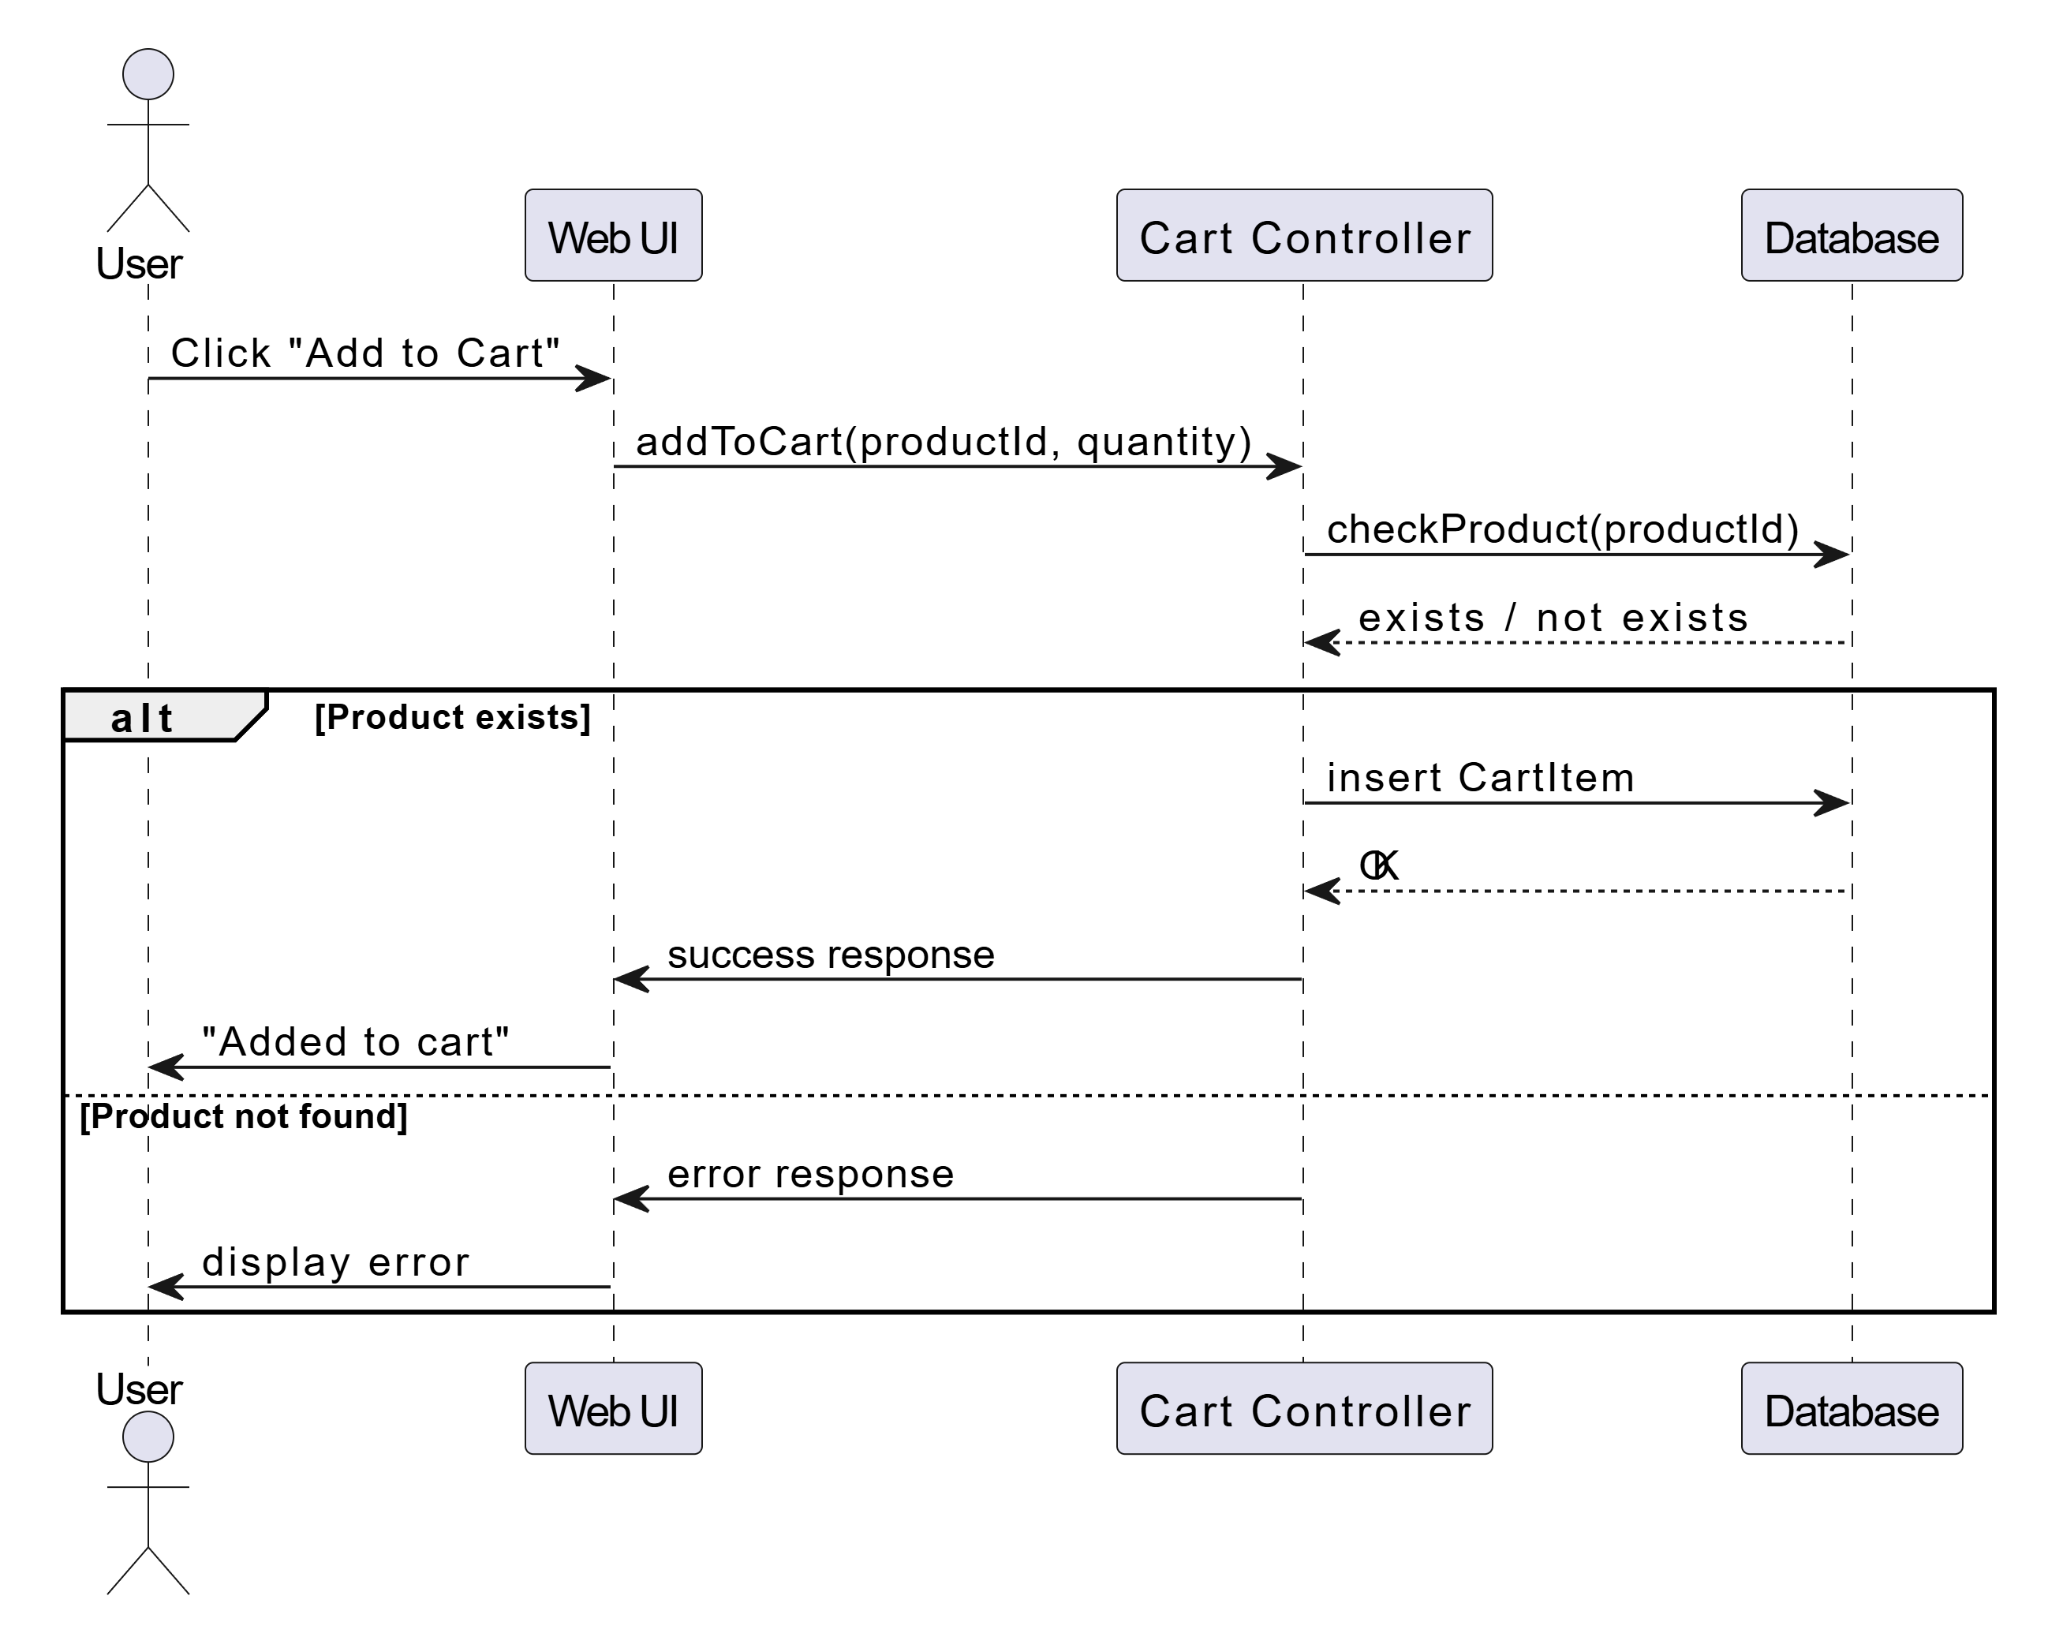 User
Web UI
Cart Controller
Database
Click "Add to Cart"
addToCart(productId, quantity)
checkProduct(productId)
exists / not exists
alt
[Product exists]
insert CartItem
OK
success response
"Added to cart"
[Product not found]
error response
display error
User
Web UI
Cart Controller
Database